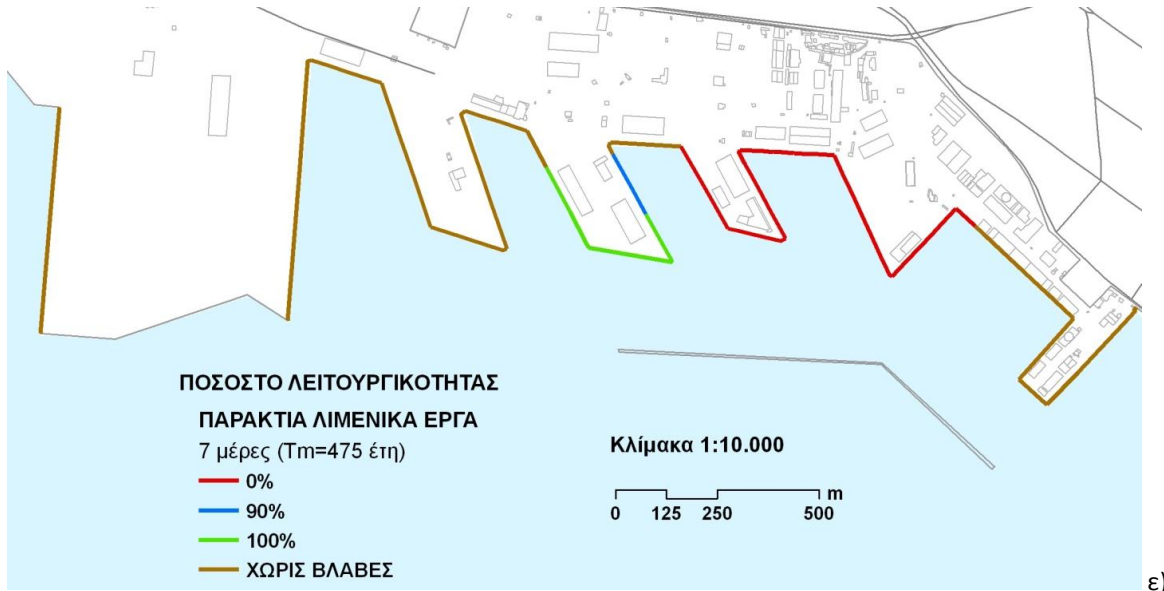 ΠΟΣΟΣΤΟ ΛΕΙΤΟΥΡΓΙΚΟΤΗΤΑΣ
ΠΑΡΑΚΤΙΑ ΛΙΜΕΝΙΚΑ ΕΡΓΑ
7 μέρες (Tm=475 έτη)
0%
90%
100%
ΧΩΡΙΣ ΒΛΑΒΕΣ
Κλίμακα 1:10.000
m
0 125 250 500
ε)